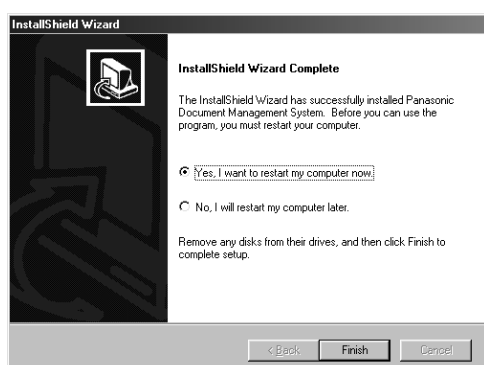 InstallShield Wizard
InstallShield Wizard Complete
The InstallShield Wizard has successfully installed Panasonic
Document Management System. Before you can use the
program, you must restart your computer.
Yes, I want to restart my computer now.
No, I will restart my computer later.
Remove any disks from their drives, and then click Finish to
complete setup.
< Back Finish Cancel